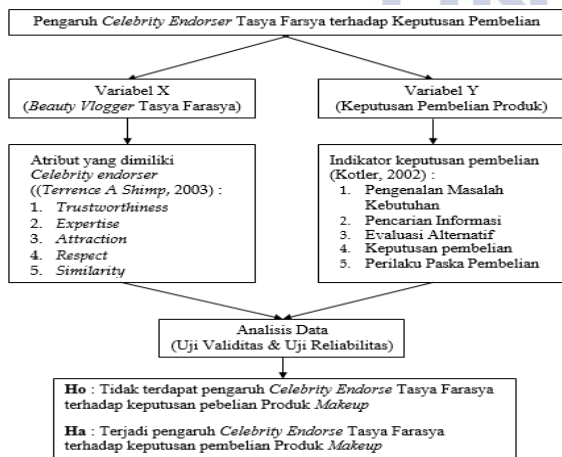 Pengaruh Celebrity Endorser Tasya Farsya terhadap Keputusan Pembelian
Variabel X
(Beauty Vlogger Tasya Farasya)
Variabel Y
(Keputusan Pembelian Produk)
Atribut yang dimiliki
Celebrity endorser
((Terrence A Shimp, 2003) :
1. Trustworthiness
2. Expertise
3. Attraction
4. Respect
5. Similarity
Indikator keputusan pembelian
(Kotler, 2002) :
1. Pengenalan Masalah
Kebutuhan
2. Pencarian Informasi
3. Evaluasi Alternatif
4. Keputusan pembelian
5. Perilaku Paska Pembelian
Analisis Data
(Uji Validitas & Uji Reliabilitas)
Ho : Tidak terdapat pengaruh Celebrity Endorse Tasya Farasya
terhadap keputusan pebelian Produk Makeup
Ha : Terjadi pengaruh Celebrity Endorse Tasya Farasya
terhadap keputusan pembelian Produk Makeup